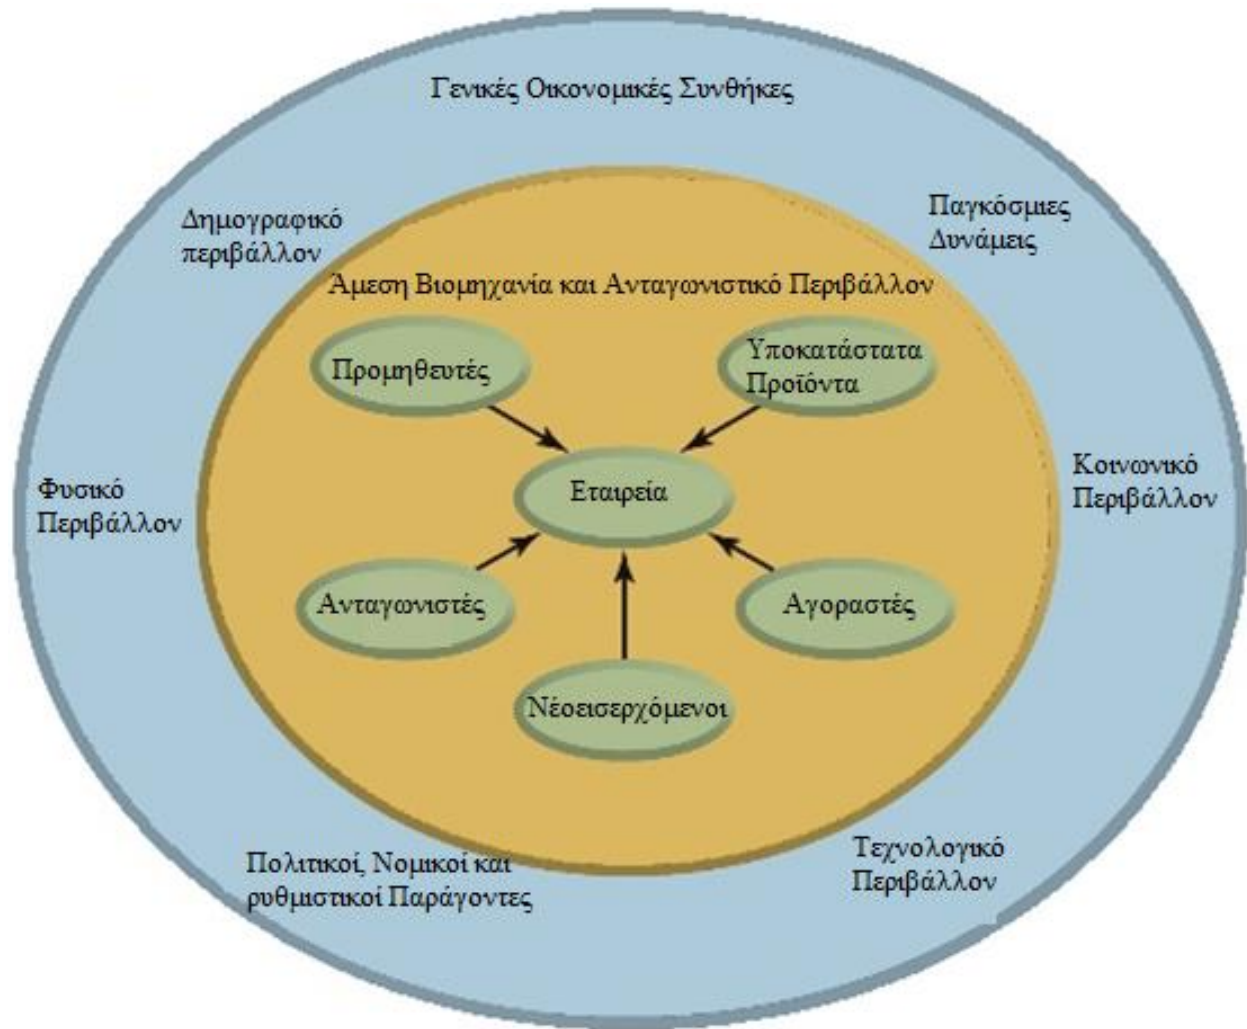 Γενικές Οικονομικές Συνθήκες
Δημογραφικό
περιβάλλον
Παγκόσμιες
Δυνάμεις
Άμεση Βιομηχανία και Ανταγωνιστικό Περιβάλλον
Προμηθευτές
Υποκατάστατα
Προϊόντα
Φυσικό
Περιβάλλον
Εταιρεία
Κοινωνικό
Περιβάλλον
Ανταγωνιστές
Αγοραστές
Νέοεισερχόμενοι
Πολιτικοί, Νομικοί και
ρυθμιστικοί Παράγοντες
Τεχνολογικό
Περιβάλλον